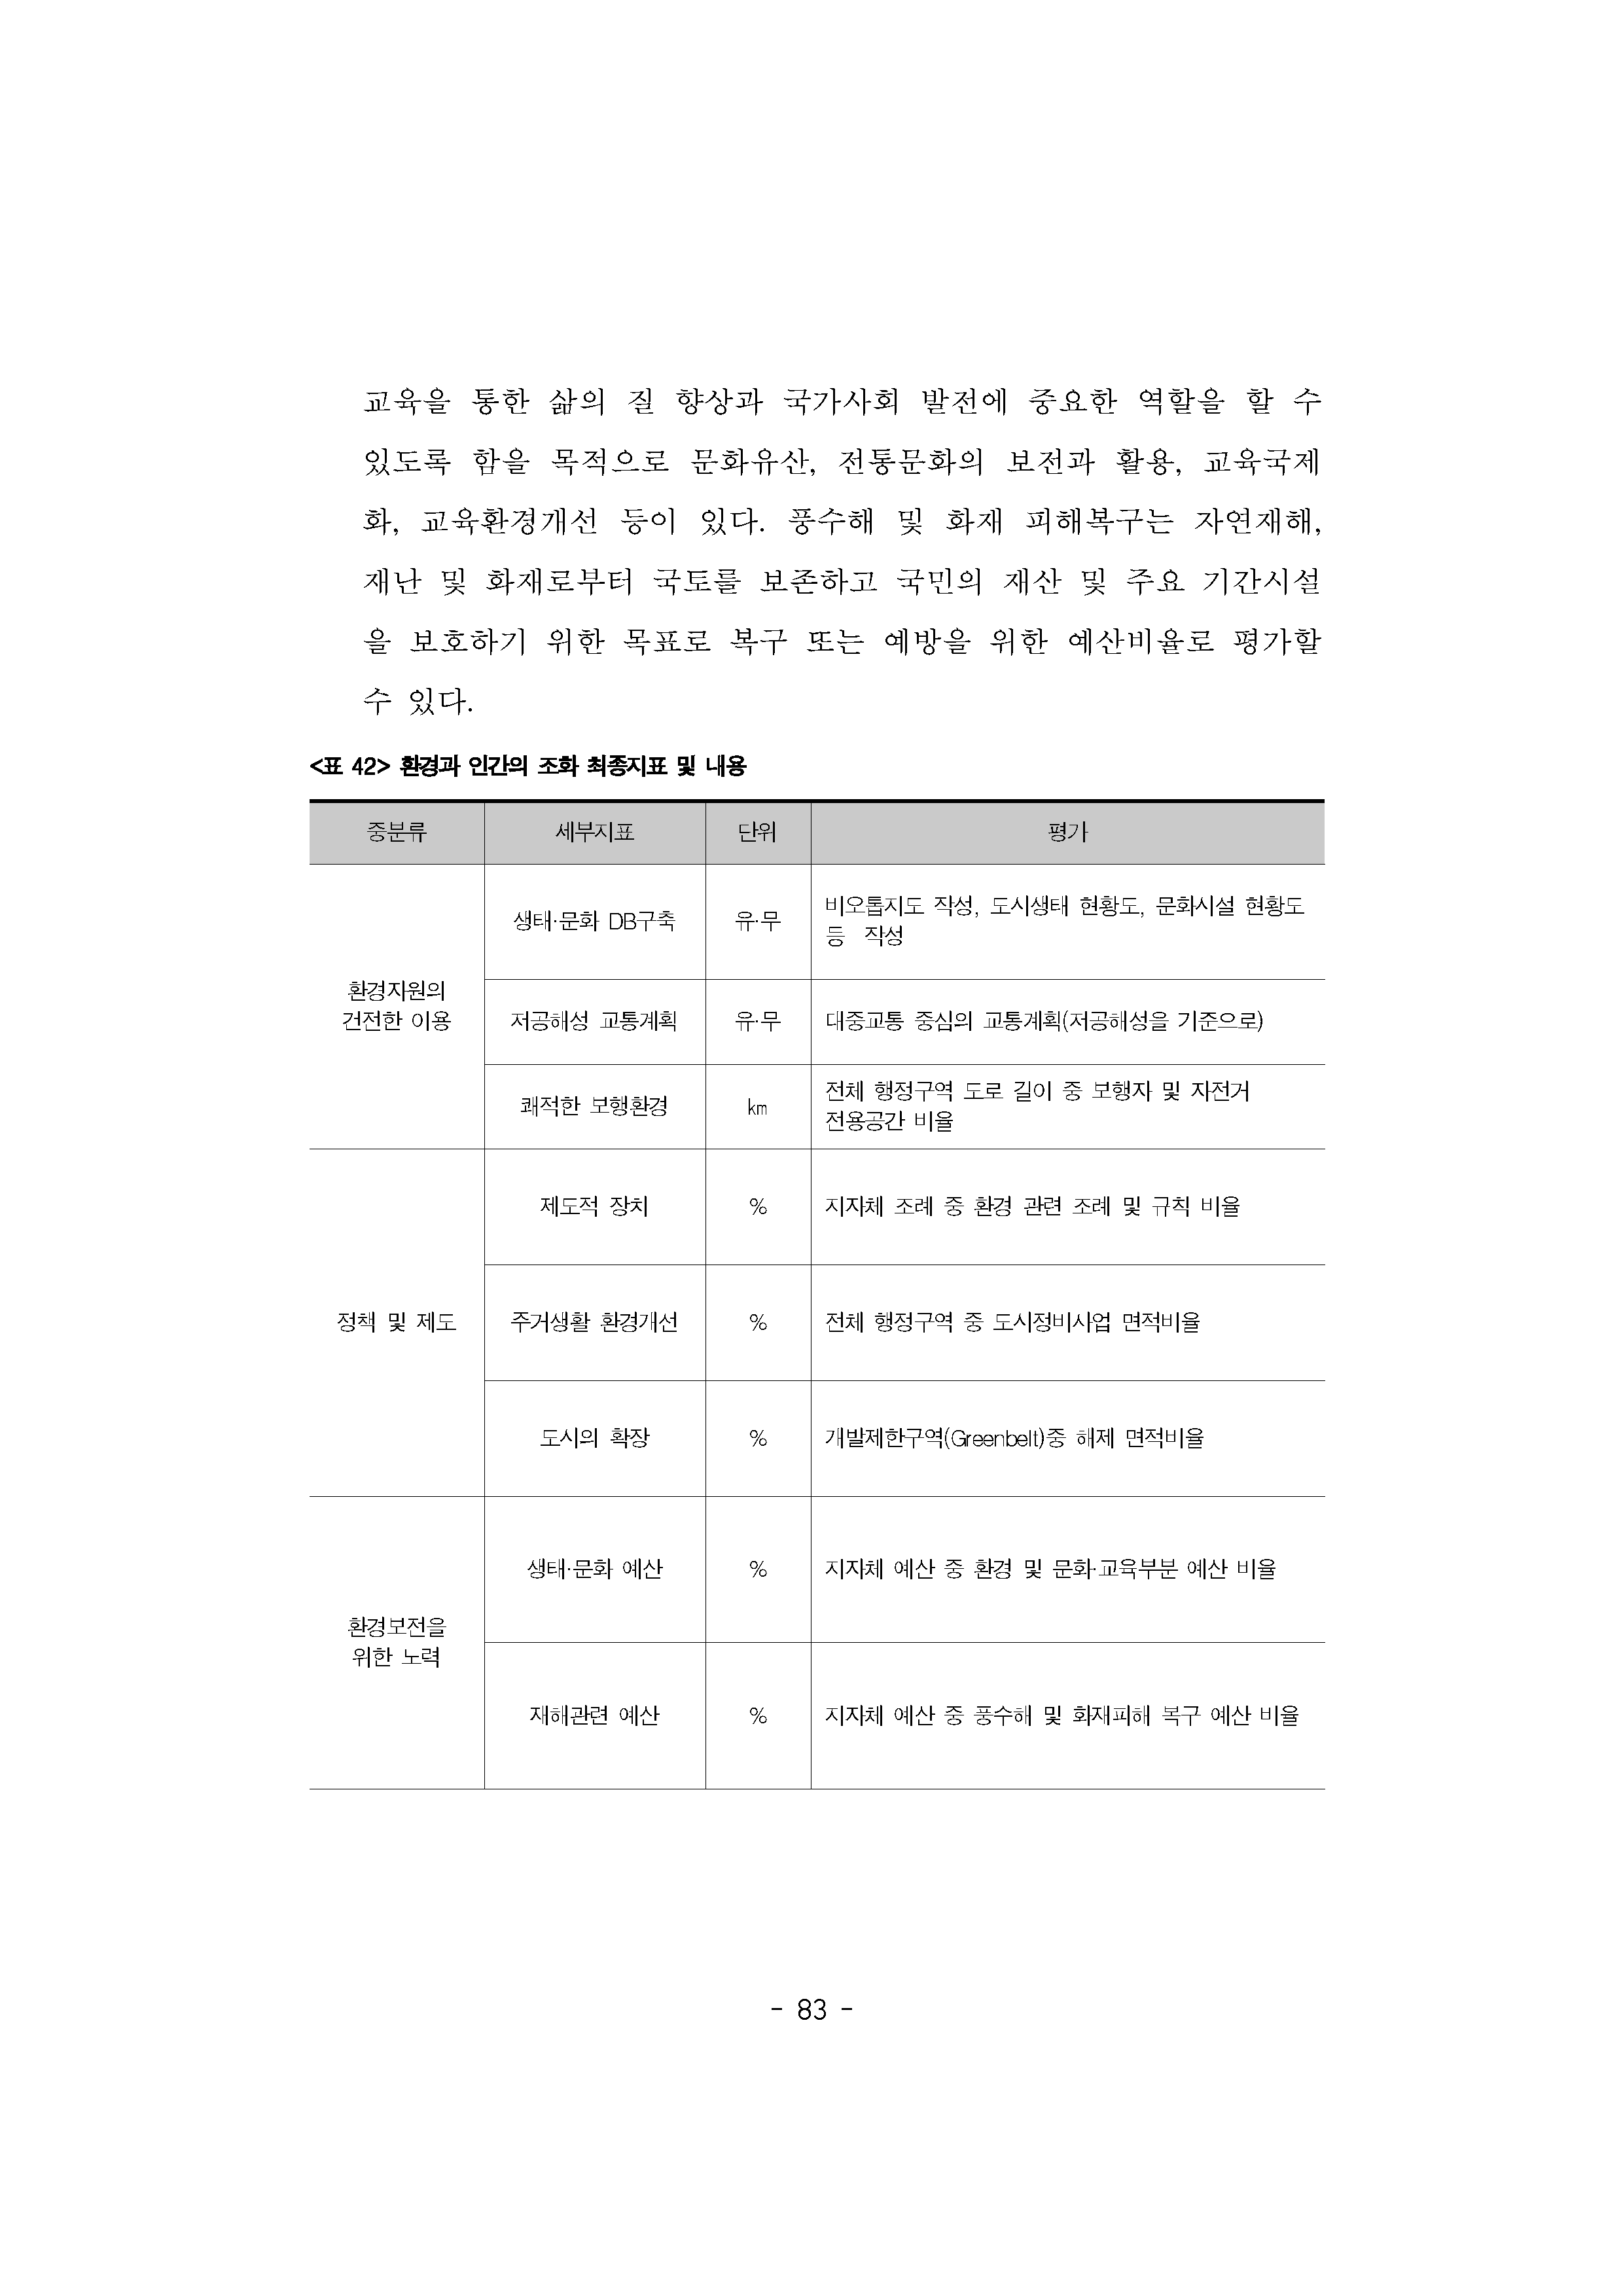 교육을 통한 삶의 질 향상과 국가사회 발전에 중요한 역할을 할 수
있도록 함을 목적으로 문화유산, 전통문화의 보전과 활용, 교육국제
화, 교육환경개선 등이 있다. 풍수해 및 화재 피해복구는 자연재해,
재난 및 화재로부터 국토를 보존하고 국민의 재산 및 주요 기간시설
을 보호하기 위한 목표로 복구 또는 예방을 위한 예산비율로 평가할
수 있다.
<표 42> 환경과 인간의 조화 최종지표 및 내용
중분류 세부지표 단위 평가
환경자원의
건전한 이용
생태·문화 DB구축 유·무 비오톱지도 작성, 도시생태 현황도, 문화시설 현황도
등 작성
저공해성 교통계획 유·무 대중교통 중심의 교통계획(저공해성을 기준으로)
쾌적한 보행환경 km 전체 행정구역 도로 길이 중 보행자 및 자전거
전용공간 비율
정책 및 제도
제도적 장치 % 지자체 조례 중 환경 관련 조례 및 규칙 비율
주거생활 환경개선 % 전체 행정구역 중 도시정비사업 면적비율
도시의 확장 % 개발제한구역(Greenbelt)중 해제 면적비율
환경보전을
위한 노력
생태·문화 예산 % 지자체 예산 중 환경 및 문화·교육부분 예산 비율
재해관련 예산 % 지자체 예산 중 풍수해 및 화재피해 복구 예산 비율
- 83 -